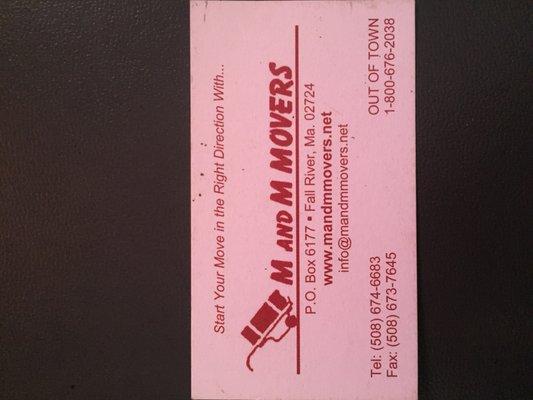 Start Your Move in the Right Direction With...
M AND M MOVERS
P.O. Box 6177 • Fall River, Ma. 02724
www.mandmmovers.net
info@mandmmovers.net
OUT OF TOWN
Tel: (508) 674-6683 1-800-676-2038
Fax: (508) 673-7645